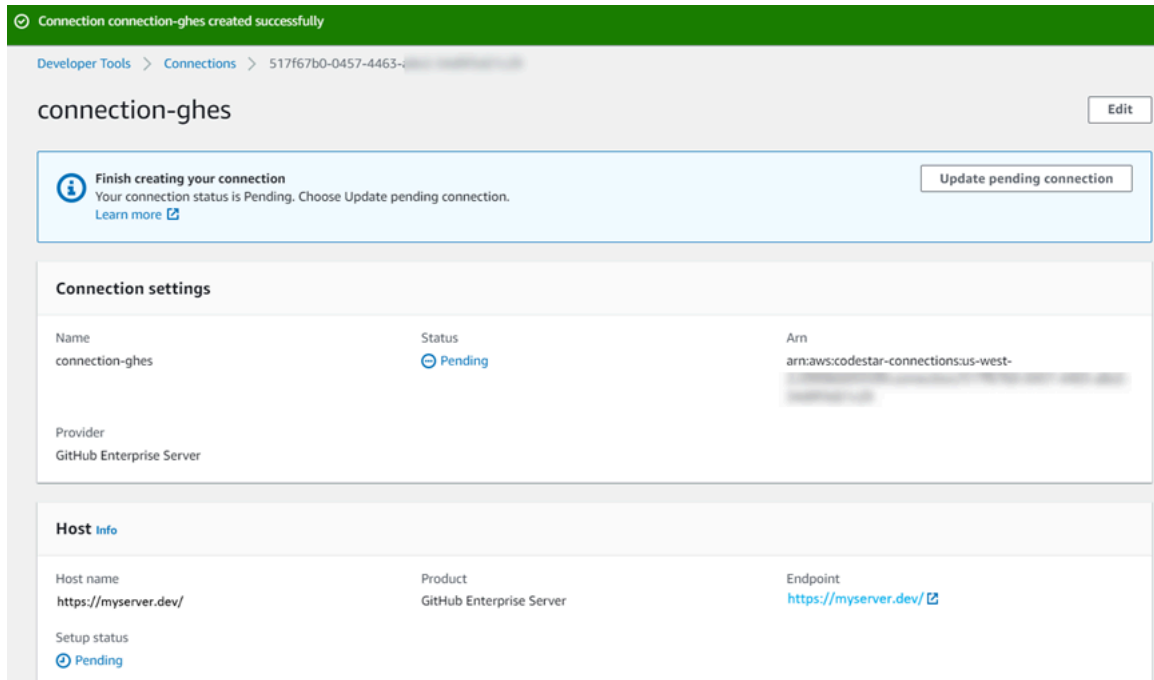 Connection connection-ghes created successfully
Developer Tools > Connections > 517f67b0-0457-4463-
connection-ghes
Edit
Finish creating your connection
Your connection status is Pending. Choose Update pending connection.
Learn more
Update pending connection
Connection settings
Name
connection-ghes
Status
Pending
Arn
arn:aws:codestar-connections:us-west-
Provider
GitHub Enterprise Server
Host Info
Host name
https://myserver.dev/
Product
GitHub Enterprise Server
Endpoint
https://myserver.dev/
Setup status
Pending